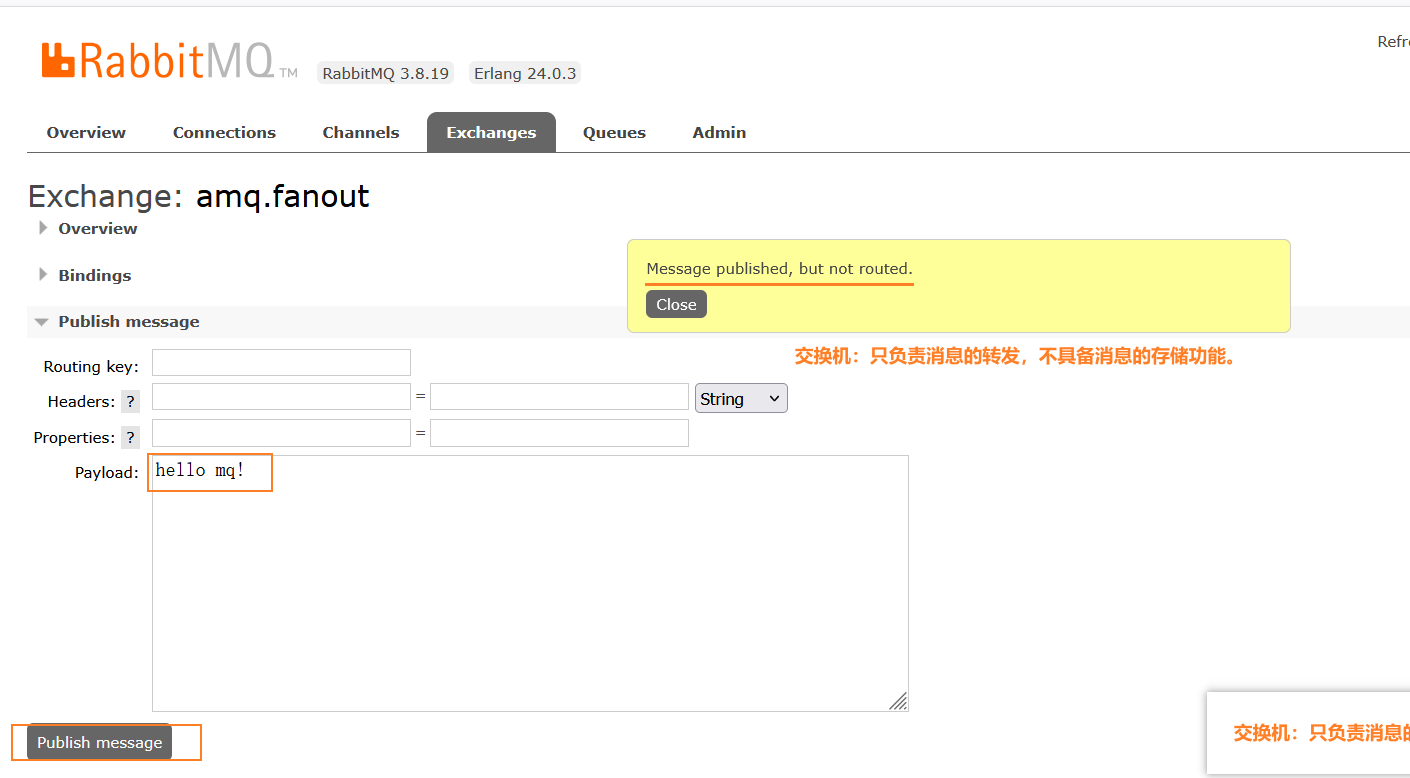 Refr
RabbitMQ TM RabbitMQ 3.8.19 Erlang 24.0.3
Overview Connections Channels Exchanges Queues Admin
Exchange: amq.fanout
Overview
Bindings
Message published, but not routed.
Close
Publish message
交换机：只负责消息的转发，不具备消息的存储功能。
Routing key:
Headers: ? = String
Properties: ? =
Payload: hello mq!
交换机：只负责消息的
Publish message